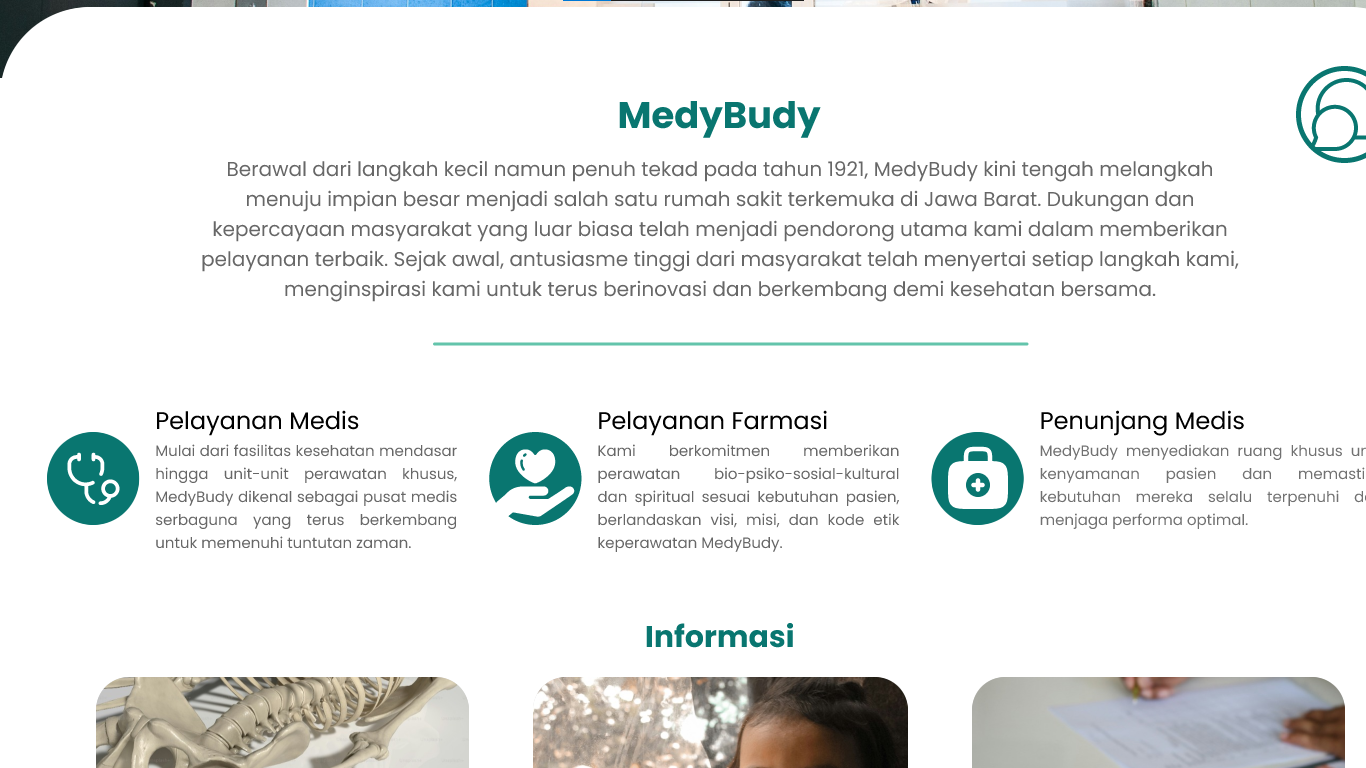 MedyBudy
Berawal dari langkah kecil namun penuh tekad pada tahun 1921, MedyBudy kini tengah melangkah
menuju impian besar menjadi salah satu rumah sakit terkemuka di Jawa Barat. Dukungan dan
kepercayaan masyarakat yang luar biasa telah menjadi pendorong utama kami dalam memberikan
pelayanan terbaik. Sejak awal, antusiasme tinggi dari masyarakat telah menyertai setiap langkah kami,
menginspirasi kami untuk terus berinovasi dan berkembang demi kesehatan bersama.
Pelayanan Medis
Mulai dari fasilitas kesehatan mendasar
hingga unit-unit perawatan khusus,
MedyBudy dikenal sebagai pusat medis
serbaguna yang terus berkembang
untuk memenuhi tuntutan zaman.
Pelayanan Farmasi
Kami berkomitmen memberikan
perawatan bio-psiko-sosial-kultural
dan spiritual sesuai kebutuhan pasien,
berlandaskan visi, misi, dan kode etik
keperawatan MedyBudy.
Penunjang Medis
MedyBudy menyediakan ruang khusus
kenyamanan pasien dan
kebutuhan mereka selalu terpenuhi
menjaga performa optimal.
Informasi